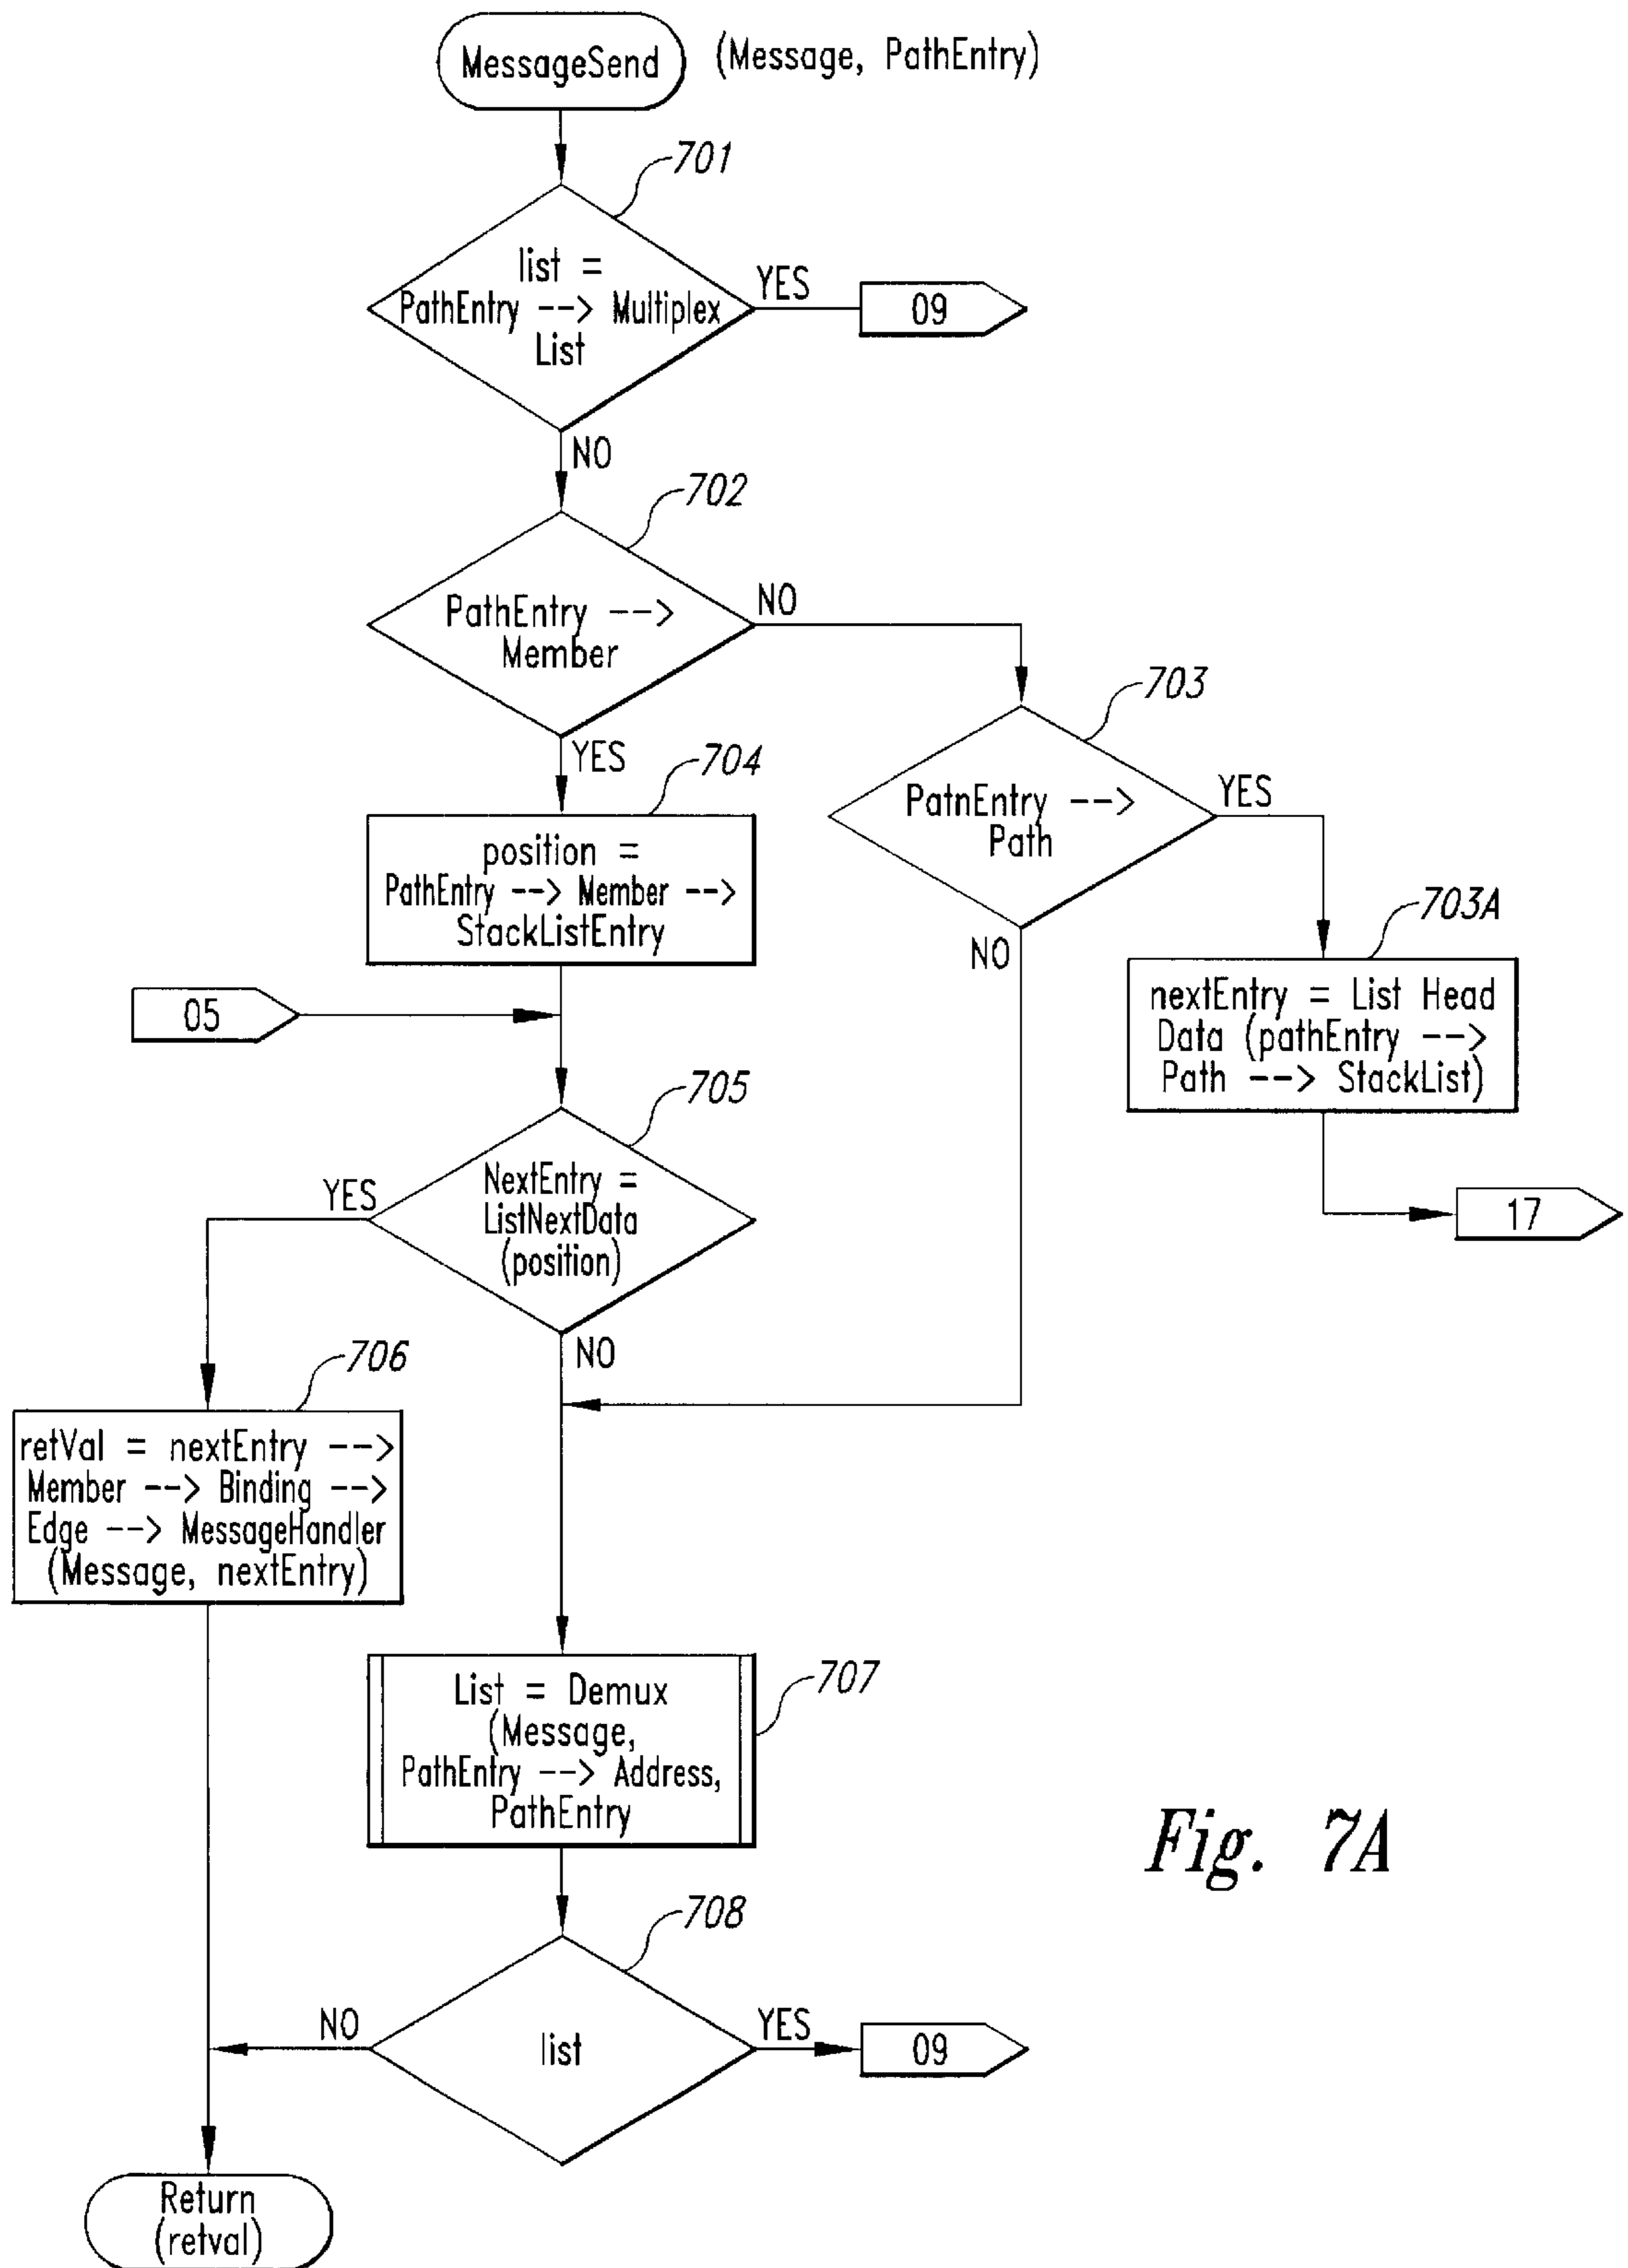 MessageSend (Message, PathEntry)
701
list =
PathEntry --> Multiplex
List
YES
09
NO
702
PathEntry -->
Member
NO
703
PatnEntry -->
Path
YES
NO
YES
704
position =
PathEntry --> Member -->
StackListEntry
703A
nextEntry = List Head
Data (pathEntry -->
Path --> StackList)
17
05
705
NextEntry =
ListNextData
(position)
YES
NO
706
retVal = nextEntry -->
Member --> Binding -->
Edge --> MessageHandler
(Message, nextEntry)
707
List = Demux
(Message,
PathEntry --> Address,
PathEntry
708
list
NO
YES
09
Return
(retval)
Fig. 7A